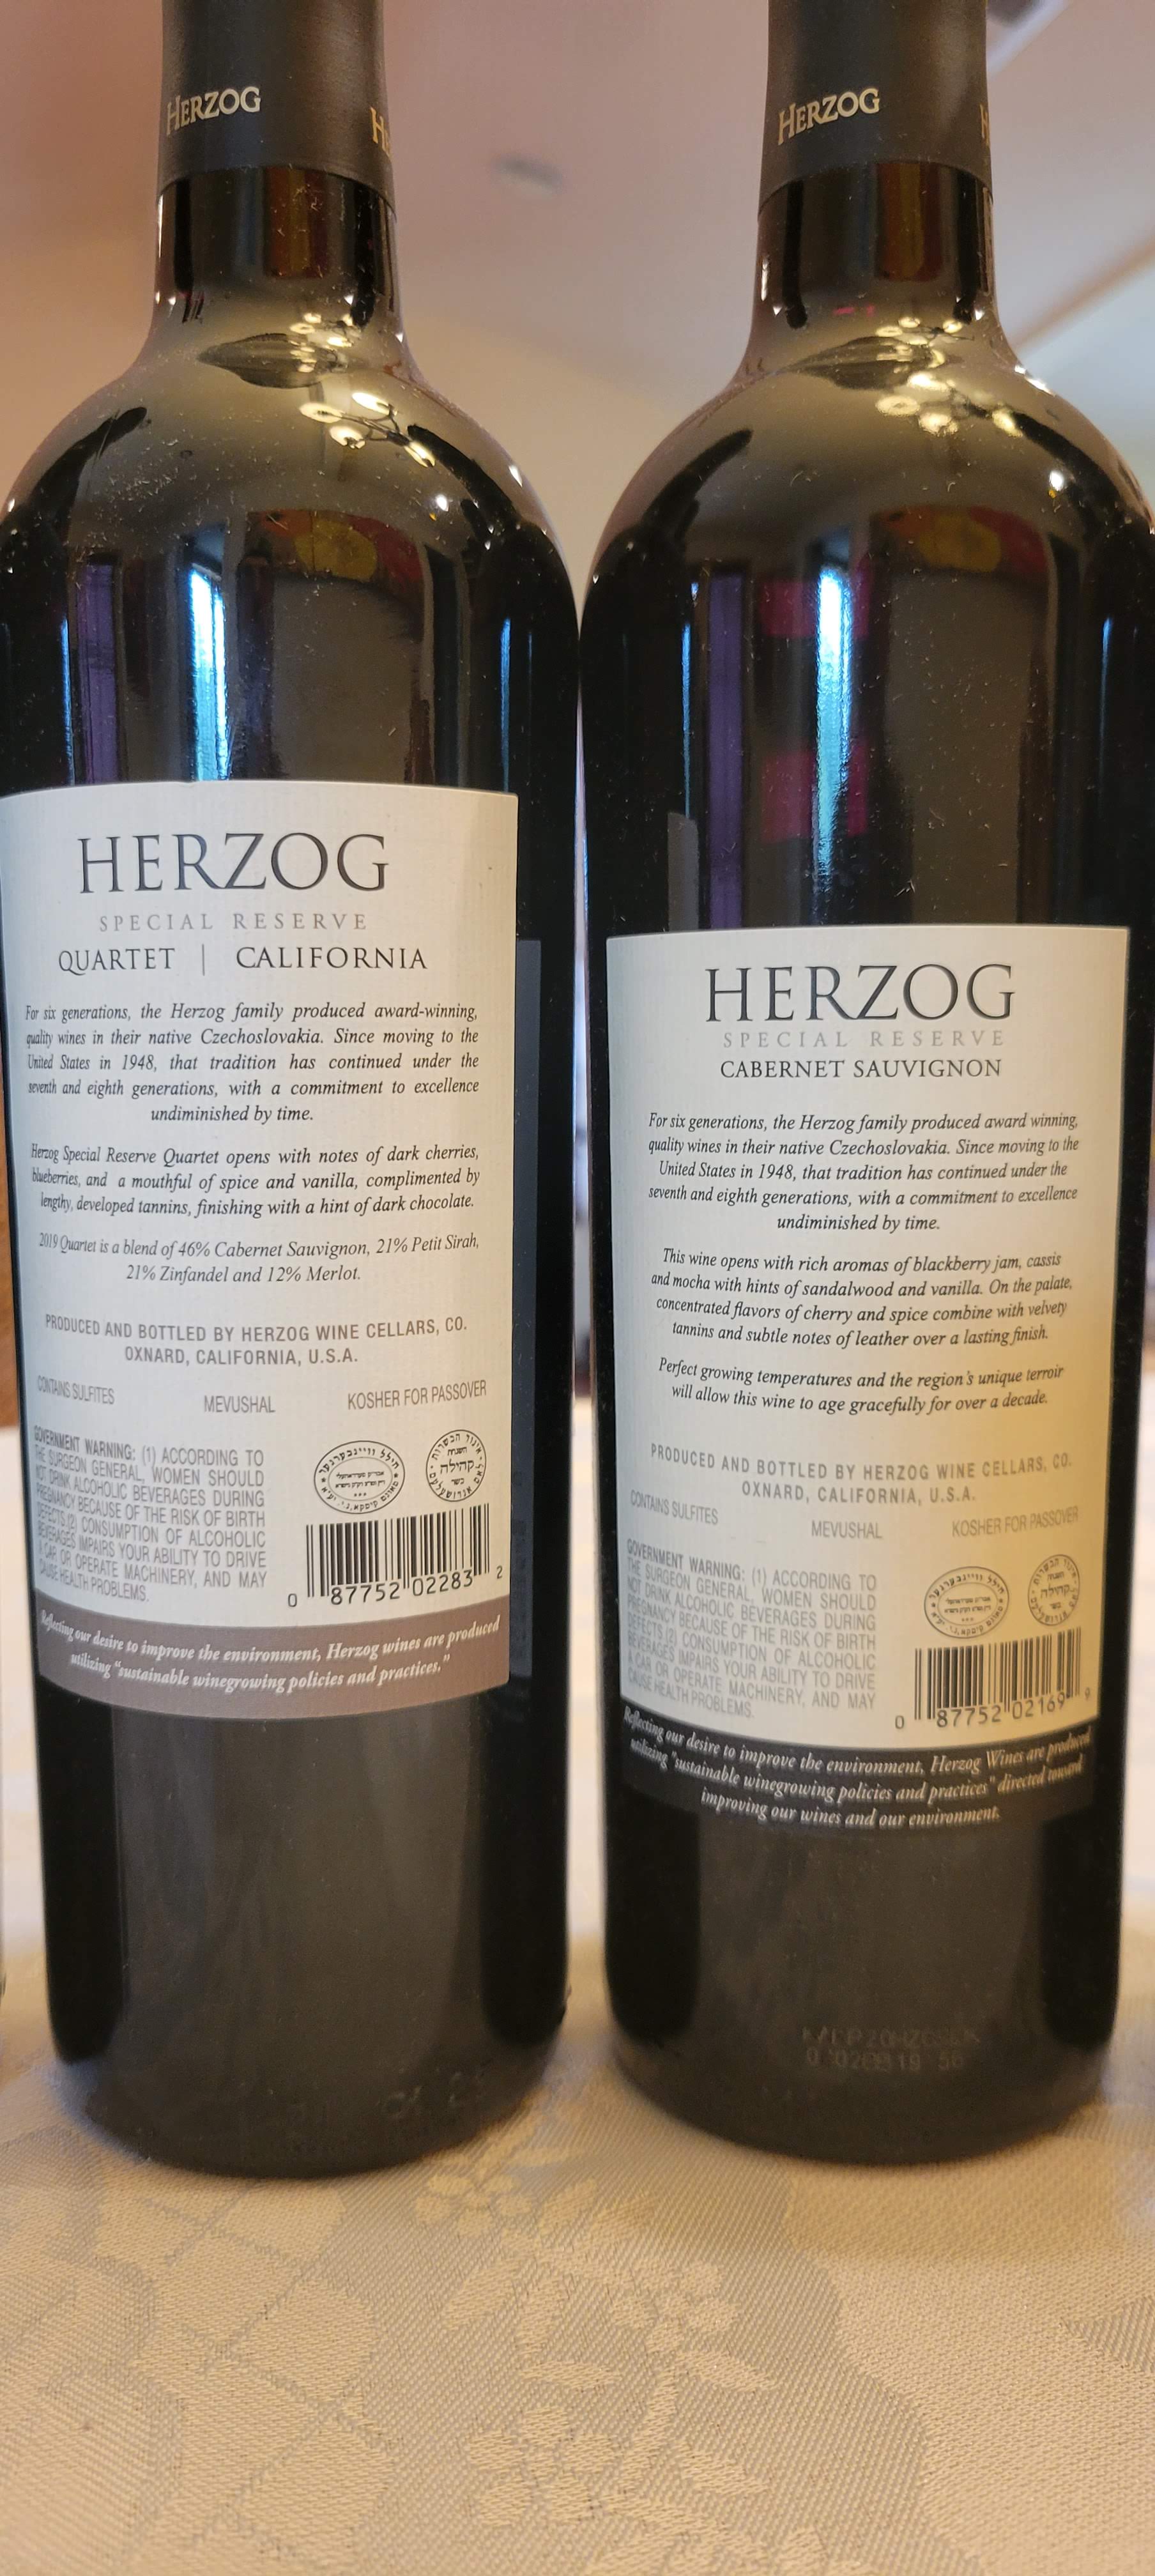 HERZOG
HERZOG
HERZOG
SPECIAL RESERVE
QUARTET | CALIFORNIA
For six generations, the Herzog family produced award-winning,
quality wines in their native Czechoslovakia. Since moving to the
United States in 1948, that tradition has continued under the
seventh and eighth generations, with a commitment to excellence
undiminished by time.
Herzog Special Reserve Quartet opens with notes of dark cherries,
blueberries, and a mouthful of spice and vanilla, complimented by
lengthy, developed tannins, finishing with a hint of dark chocolate.
2019 Quartet is a blend of 46% Cabernet Sauvignon, 21% Petit Sirah,
21% Zinfandel and 12% Merlot.
PRODUCED AND BOTTLED BY HERZOG WINE CELLARS, CO.
OXNARD, CALIFORNIA, U.S.A.
CONTAINS SULFITES MEVUSHAL KOSHER FOR PASSOVER
GOVERNMENT WARNING: (1) ACCORDING TO
THE SURGEON GENERAL, WOMEN SHOULD
NOT DRINK ALCOHOLIC BEVERAGES DURING
PREGNANCY BECAUSE OF THE RISK OF BIRTH
DEFECTS.(2) CONSUMPTION OF ALCOHOLIC
BEVERAGES IMPAIRS YOUR ABILITY TO DRIVE
A CAR OR OPERATE MACHINERY, AND MAY
CAUSE HEALTH PROBLEMS.
קהילה
כשר
0 87752 02283 2
Reflecting our desire to improve the environment, Herzog wines are produced
utilizing "sustainable winegrowing policies and practices."
HERZOG
SPECIAL RESERVE
CABERNET SAUVIGNON
For six generations, the Herzog family produced award winning,
quality wines in their native Czechoslovakia. Since moving to the
United States in 1948, that tradition has continued under the
seventh and eighth generations, with a commitment to excellence
undiminished by time.
This wine opens with rich aromas of blackberry jam, cassis
and mocha with hints of sandalwood and vanilla. On the palate,
concentrated flavors of cherry and spice combine with velvety
tannins and subtle notes of leather over a lasting finish.
Perfect growing temperatures and the region's unique terroir
will allow this wine to age gracefully for over a decade.
PRODUCED AND BOTTLED BY HERZOG WINE CELLARS, CO.
OXNARD, CALIFORNIA, U.S.A.
CONTAINS SULFITES MEVUSHAL KOSHER FOR PASSOVER
GOVERNMENT WARNING: (1) ACCORDING TO
THE SURGEON GENERAL, WOMEN SHOULD
NOT DRINK ALCOHOLIC BEVERAGES DURING
PREGNANCY BECAUSE OF THE RISK OF BIRTH
DEFECTS.(2) CONSUMPTION OF ALCOHOLIC
BEVERAGES IMPAIRS YOUR ABILITY TO DRIVE
A CAR OR OPERATE MACHINERY, AND MAY
CAUSE HEALTH PROBLEMS.
קהילה
0 87752 02169 9
Reflecting our desire to improve the environment, Herzog Wines are produced
utilizing "sustainable winegrowing policies and practices" directed toward
improving our wines and our environment.